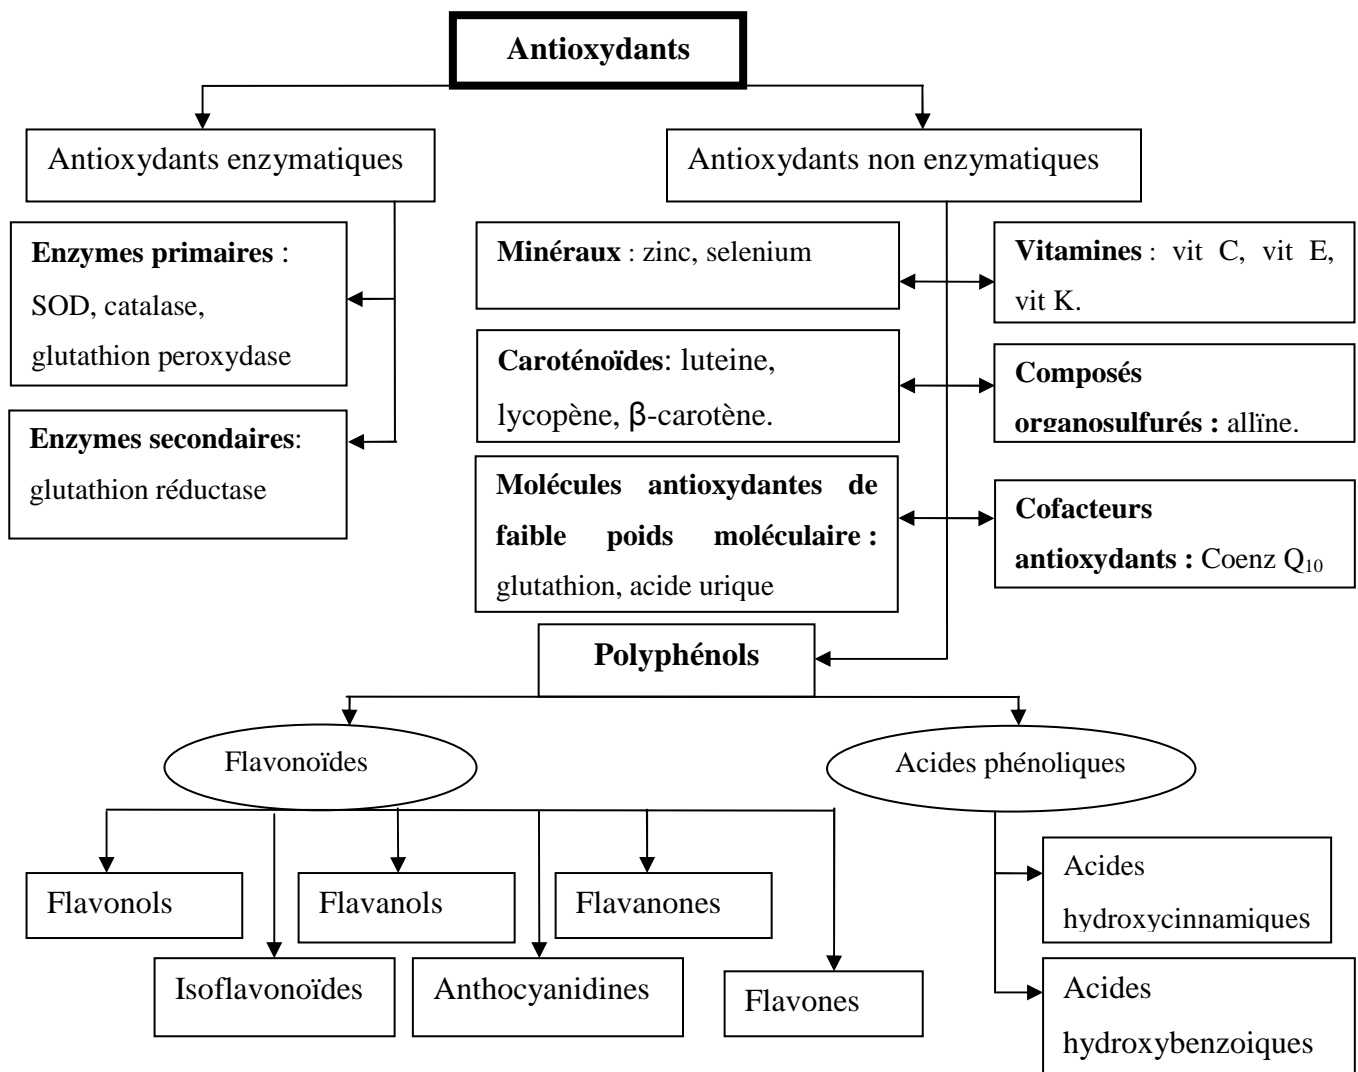 Antioxydants
Antioxydants enzymatiques
Antioxydants non enzymatiques
Enzymes primaires :
SOD, catalase,
glutathion peroxydase
Enzymes secondaires:
glutathion réductase
Minéraux : zinc, selenium
Vitamines : vit C, vit E,
vit K.
Caroténoïdes: luteine,
lycopène, β-carotène.
Composés
organosulfurés : allïne.
Molécules antioxydantes de
faible poids moléculaire :
glutathion, acide urique
Cofacteurs
antioxydants : Coenz Q₁₀
Polyphénols
Flavonoïdes
Acides phénoliques
Flavonols
Flavanols
Flavanones
Isoflavonoïdes
Anthocyanidines
Flavones
Acides
hydroxycinnamiques
Acides
hydroxybenzoiques